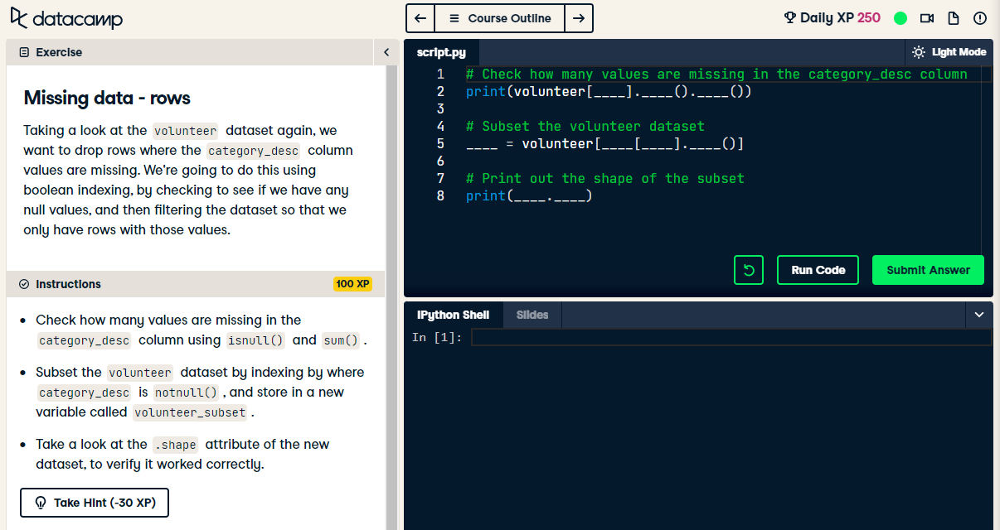 datacamp
Course Outline
Daily XP 250
Exercise
Missing data - rows
Taking a look at the volunteer dataset again, we
want to drop rows where the category_desc column
values are missing. We're going to do this using
boolean indexing, by checking to see if we have any
null values, and then filtering the dataset so that we
only have rows with those values.
Instructions
100 XP
• Check how many values are missing in the
category_desc column using isnull() and sum() .
• Subset the volunteer dataset by indexing by where
category_desc is notnull() , and store in a new
variable called volunteer_subset .
• Take a look at the .shape attribute of the new
dataset, to verify it worked correctly.
Take Hint (-30 XP)
script.py
Light Mode
1 # Check how many values are missing in the category_desc column
2 print(volunteer[____].____().____())
3
4 # Subset the volunteer dataset
5 ____ = volunteer[____[____].____()]
6
7 # Print out the shape of the subset
8 print(____.____)
Run Code
Submit Answer
IPython Shell
Slides
In [1]: